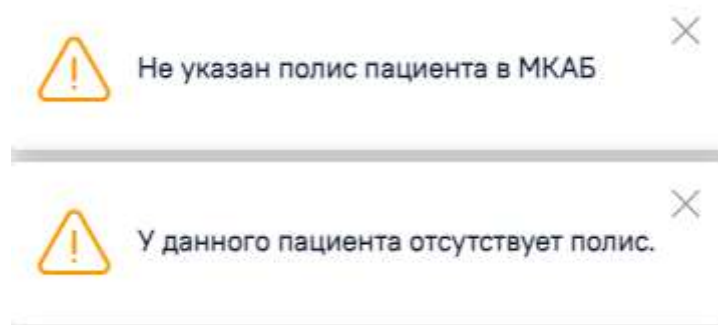 Не указан полис пациента в МКАБ
У данного пациента отсутствует полис.